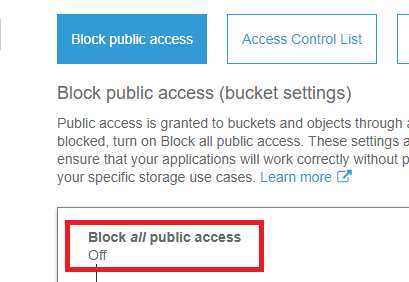 Block public access
Access Control List
Block public access (bucket settings)
Public access is granted to buckets and objects through
blocked, turn on Block all public access. These settings
ensure that your applications will work correctly without
your specific storage use cases. Learn more
Block all public access
Off